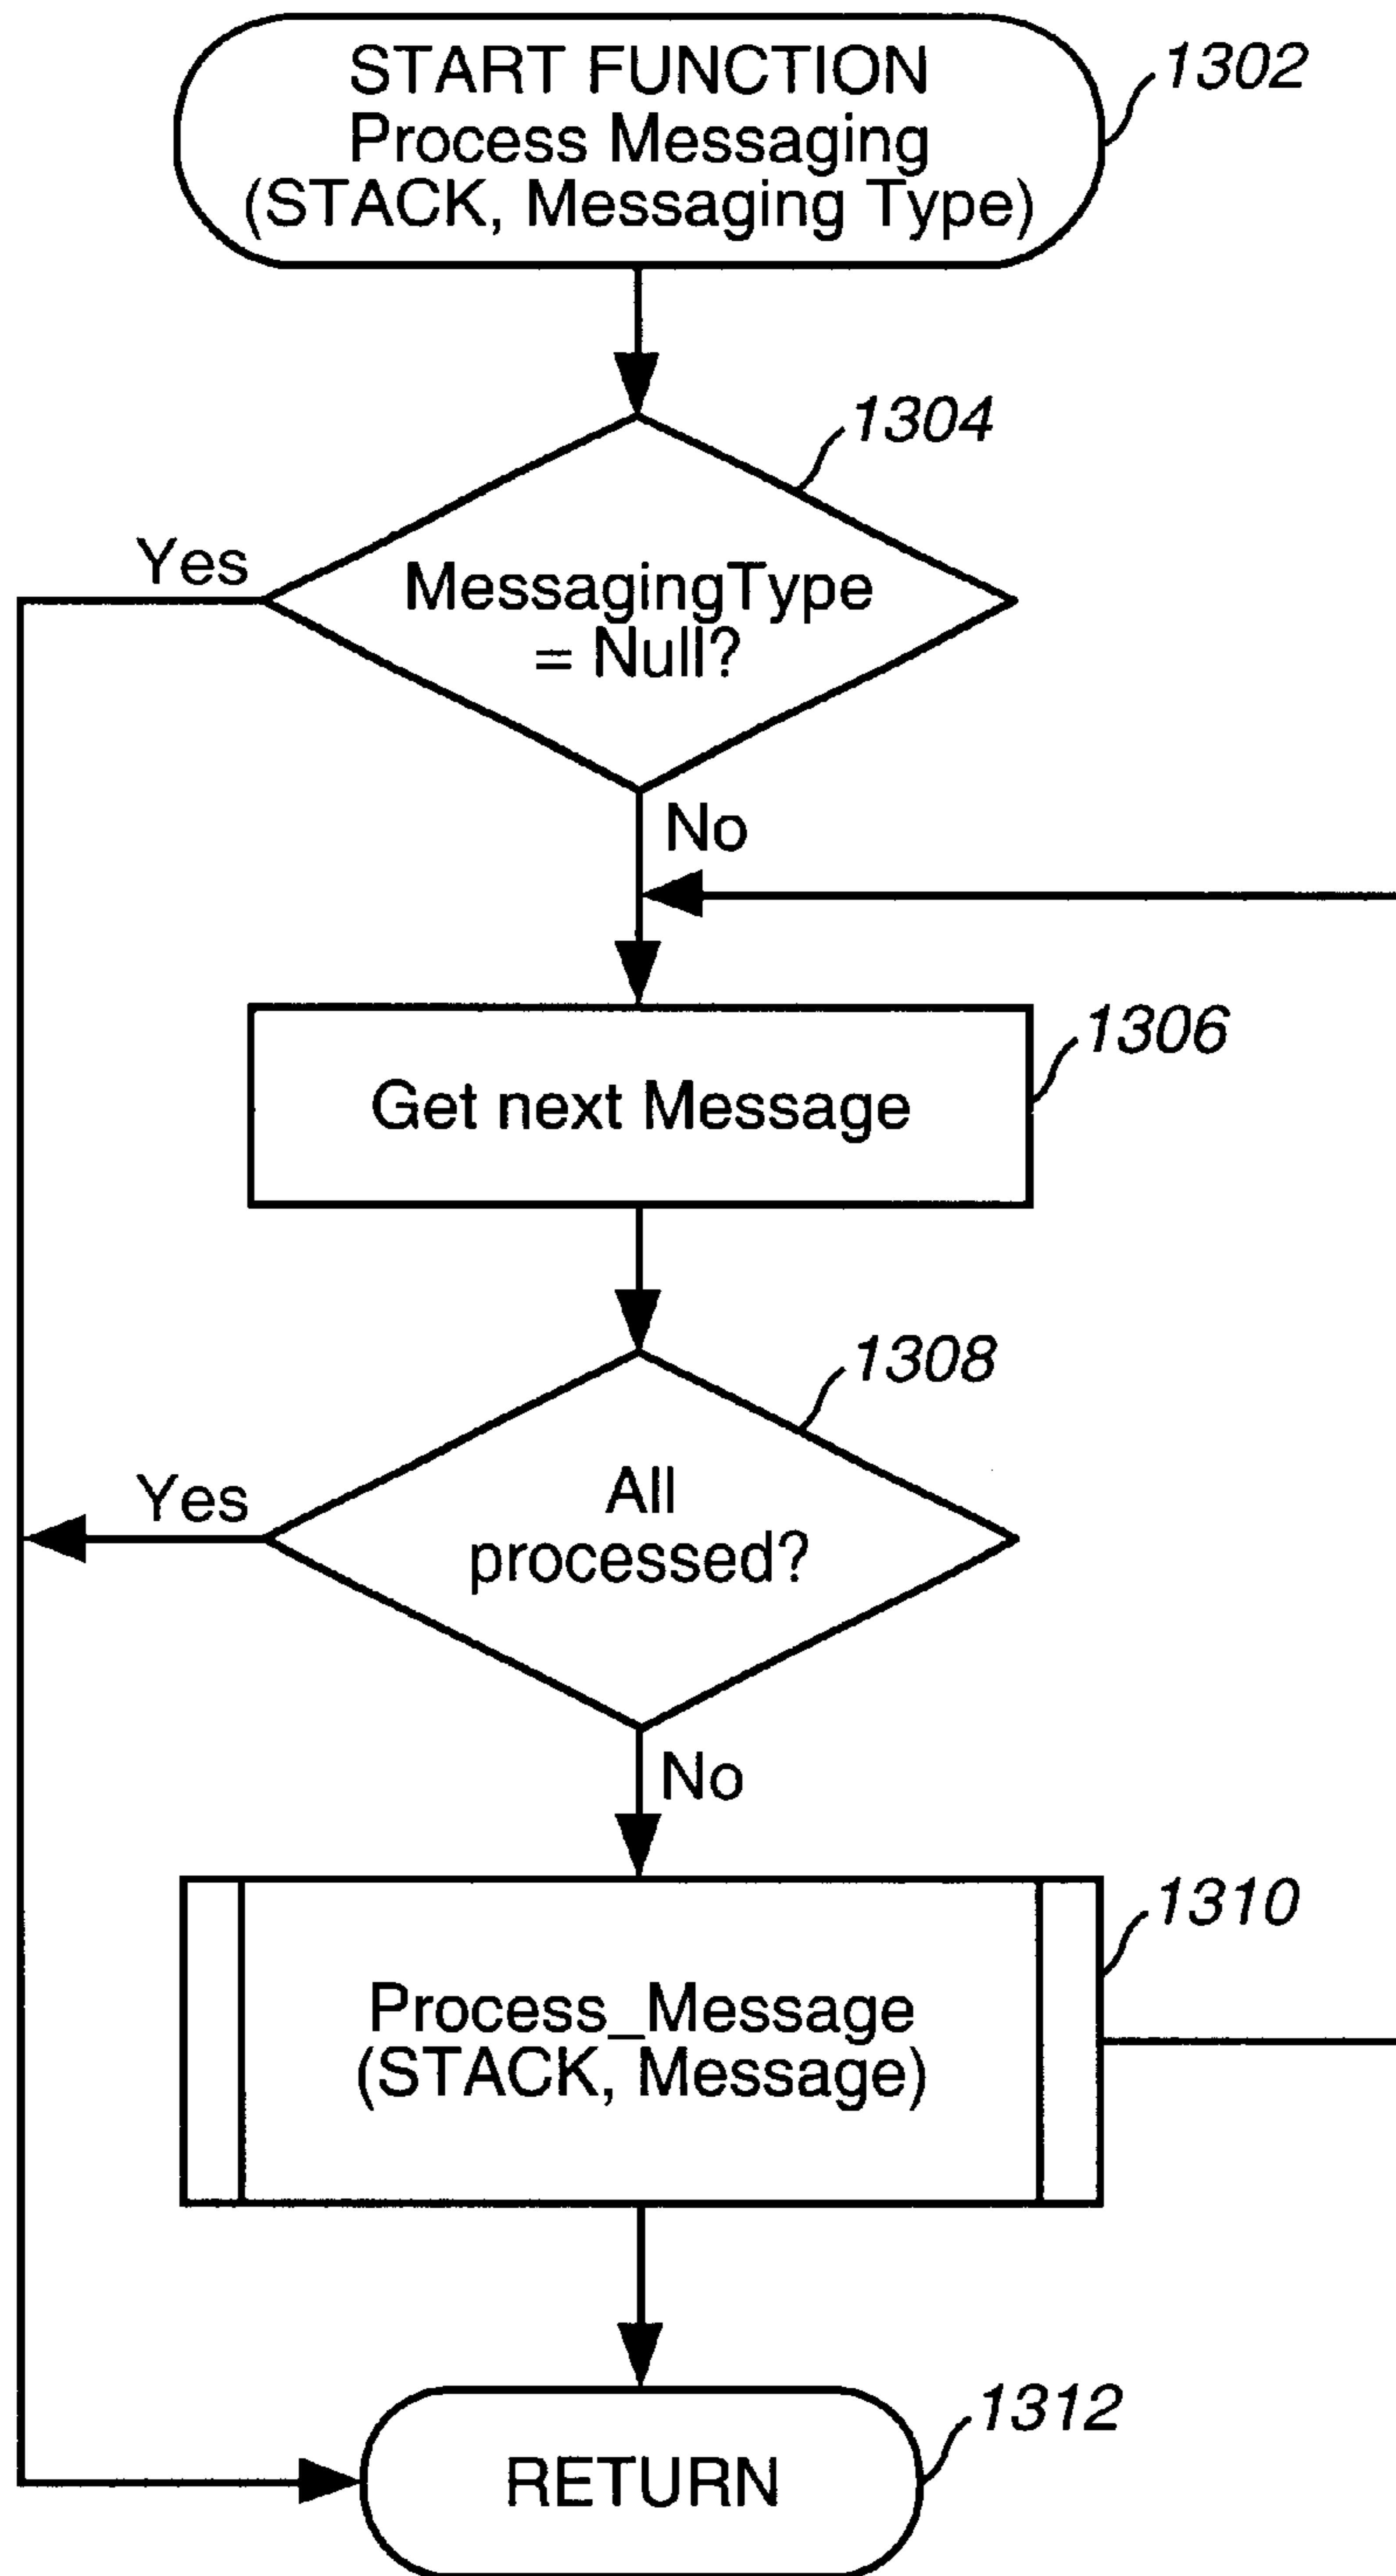 START FUNCTION
Process Messaging
(STACK, Messaging Type)
1302
1304
Yes
MessagingType
= Null?
No
1306
Get next Message
1308
Yes
All
processed?
No
1310
Process_Message
(STACK, Message)
1312
RETURN